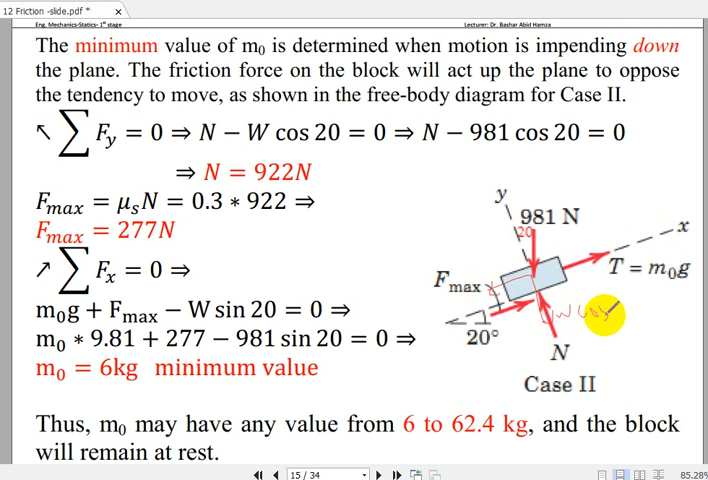 12 Friction -slide.pdf *
Eng. Mechanics-Statics- 1st stage
Lecturer: Dr. Bashar Abid Hamza
The minimum value of m₀ is determined when motion is impending down
the plane. The friction force on the block will act up the plane to oppose
the tendency to move, as shown in the free-body diagram for Case II.
↖ ∑ Fy = 0 ⇒ N − W cos 20 = 0 ⇒ N − 981 cos 20 = 0
⇒ N = 922N
Fmax = μsN = 0.3 * 922 ⇒
Fmax = 277N
↗ ∑ Fx = 0 ⇒
m₀g + Fmax − W sin 20 = 0 ⇒
m₀ * 9.81 + 277 − 981 sin 20 = 0 ⇒
m₀ = 6kg minimum value
y
981 N
20
x
T = m₀g
Fmax
W cos
20°
N
Case II
Thus, m₀ may have any value from 6 to 62.4 kg, and the block
will remain at rest.
15 / 34
85.28%